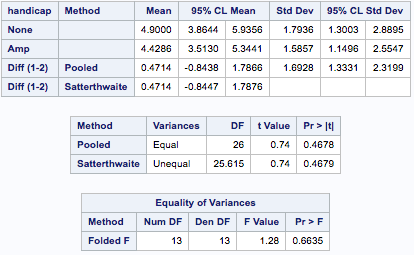 handicap Method Mean 95% CL Mean Std Dev 95% CL Std Dev
None 4.9000 3.8644 5.9356 1.7936 1.3003 2.8895
Amp 4.4286 3.5130 5.3441 1.5857 1.1496 2.5547
Diff (1-2) Pooled 0.4714 -0.8438 1.7866 1.6928 1.3331 2.3199
Diff (1-2) Satterthwaite 0.4714 -0.8447 1.7876
Method Variances DF t Value Pr > |t|
Pooled Equal 26 0.74 0.4678
Satterthwaite Unequal 25.615 0.74 0.4679
Equality of Variances
Method Num DF Den DF F Value Pr > F
Folded F 13 13 1.28 0.6635